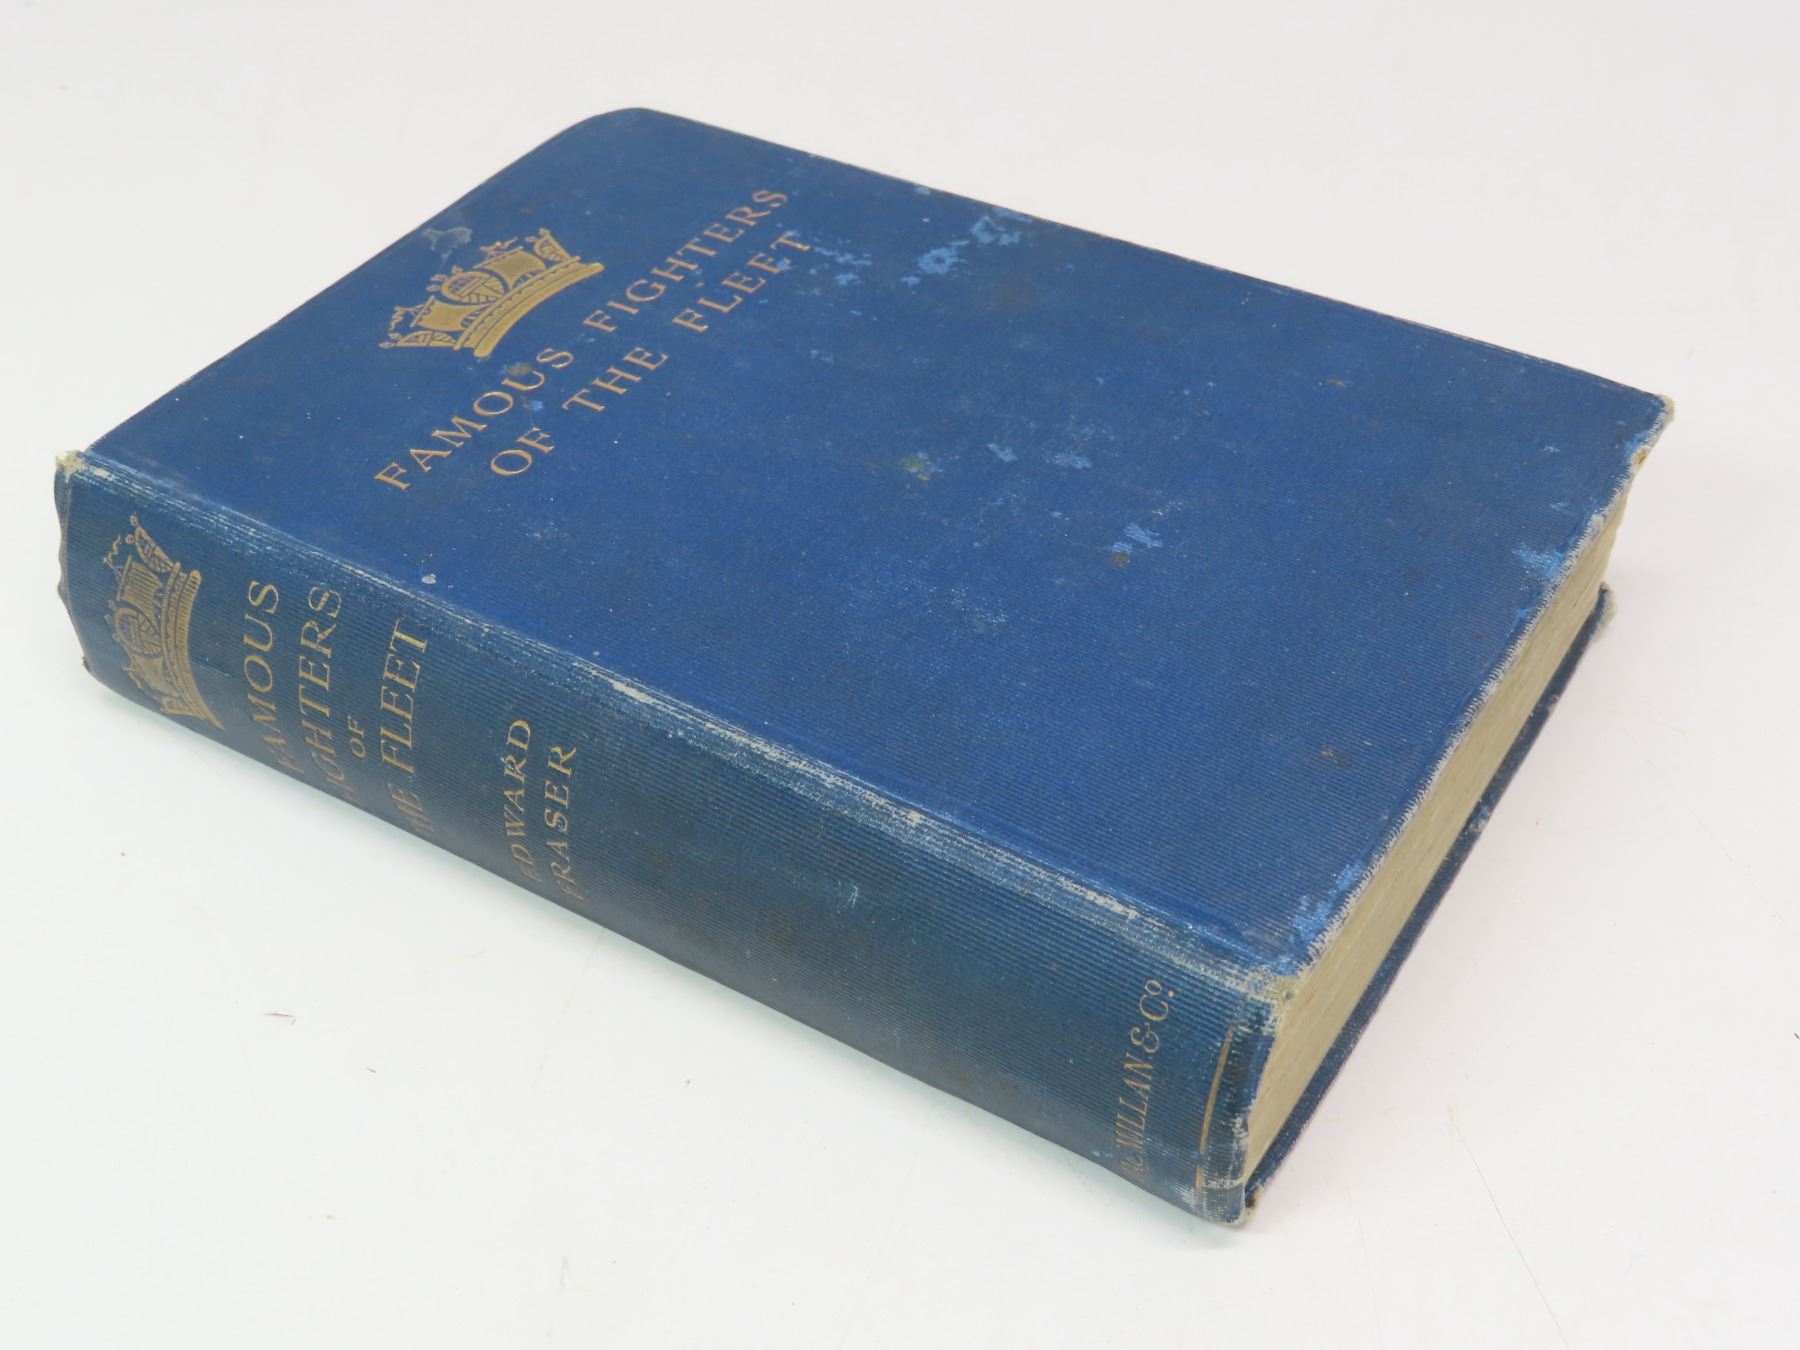 FAMOUS FIGHTERS
OF THE FLEET
FAMOUS
FIGHTERS
OF
THE FLEET
EDWARD
FRASER
MACMILLAN & Co.